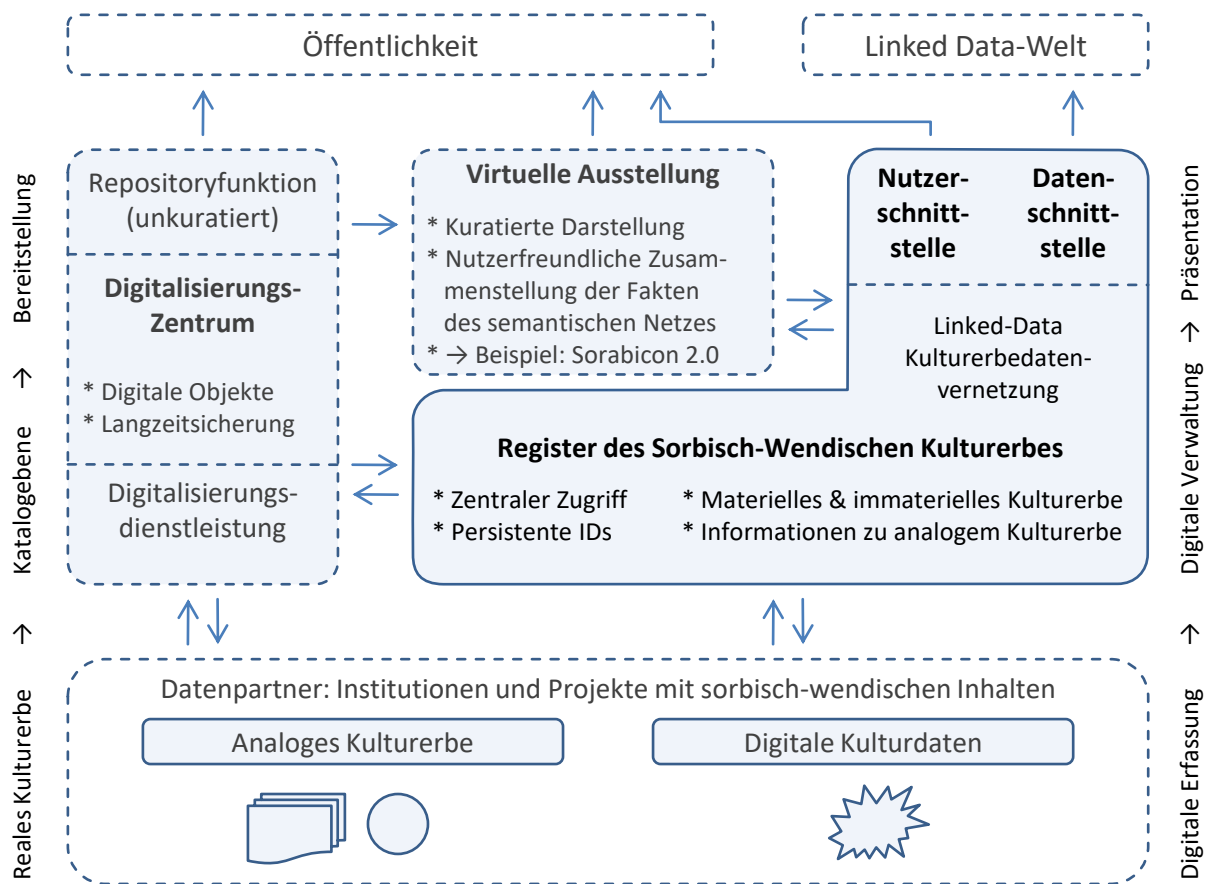 Öffentlichkeit
Linked Data-Welt
Bereitstellung
Katalogebene →
Reales Kulturerbe →
→
Repositoryfunktion
(unkuratiert)
Digitalisierungs-
Zentrum
* Digitale Objekte
* Langzeitsicherung
Digitalisierungs-
dienstleistung
Virtuelle Ausstellung
* Kuratierte Darstellung
* Nutzerfreundliche Zusam-
menstellung der Fakten
des semantischen Netzes
* → Beispiel: Sorabicon 2.0
Nutzer-
schnitt-
stelle
Daten-
schnitt-
stelle
Linked-Data
Kulturerbedaten-
vernetzung
Register des Sorbisch-Wendischen Kulturerbes
* Zentraler Zugriff
* Persistente IDs
* Materielles & immaterielles Kulturerbe
* Informationen zu analogem Kulturerbe
Präsentation
Digitale Verwaltung →
Digitale Erfassung →
Datenpartner: Institutionen und Projekte mit sorbisch-wendischen Inhalten
Analoges Kulturerbe
Digitale Kulturdaten